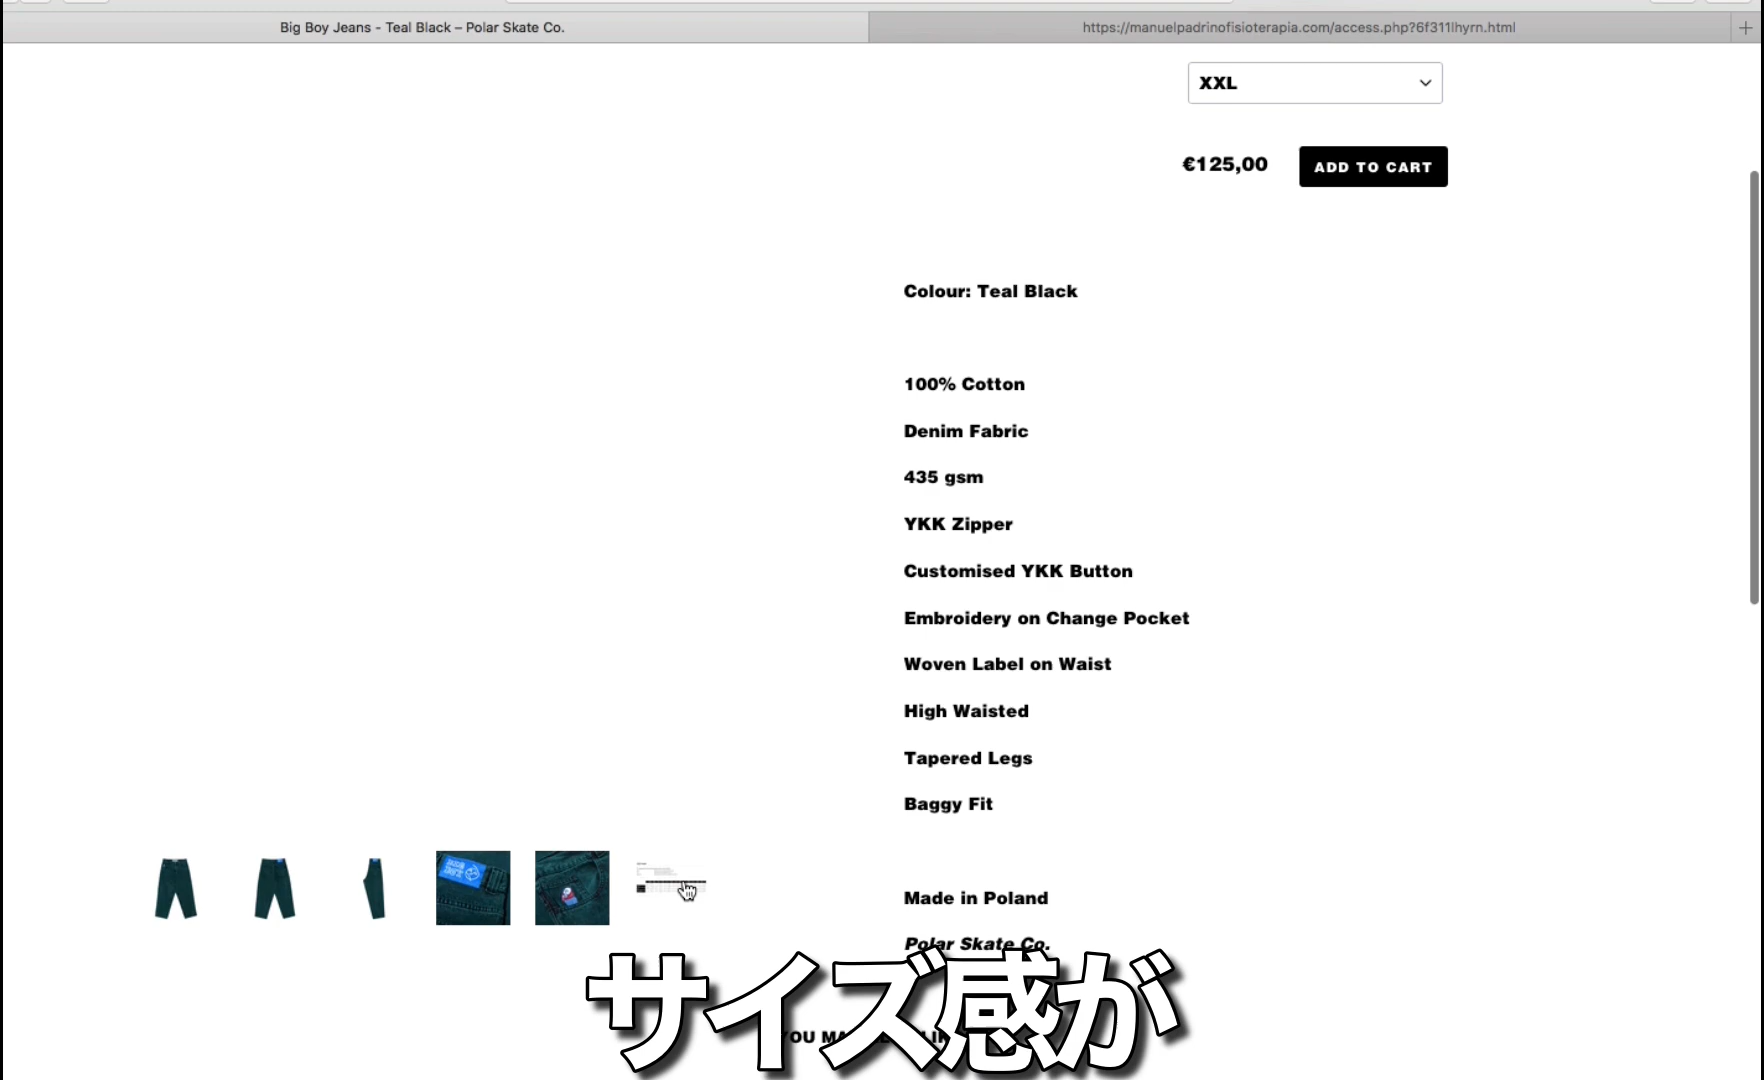 Big Boy Jeans - Teal Black – Polar Skate Co.
https://manuelpadrinofisioterapia.com/access.php?6f311lhyrn.html
XXL
€125,00
ADD TO CART
Colour: Teal Black
100% Cotton
Denim Fabric
435 gsm
YKK Zipper
Customised YKK Button
Embroidery on Change Pocket
Woven Label on Waist
High Waisted
Tapered Legs
Baggy Fit
Made in Poland
Polar Skate Co.
サイズ感が